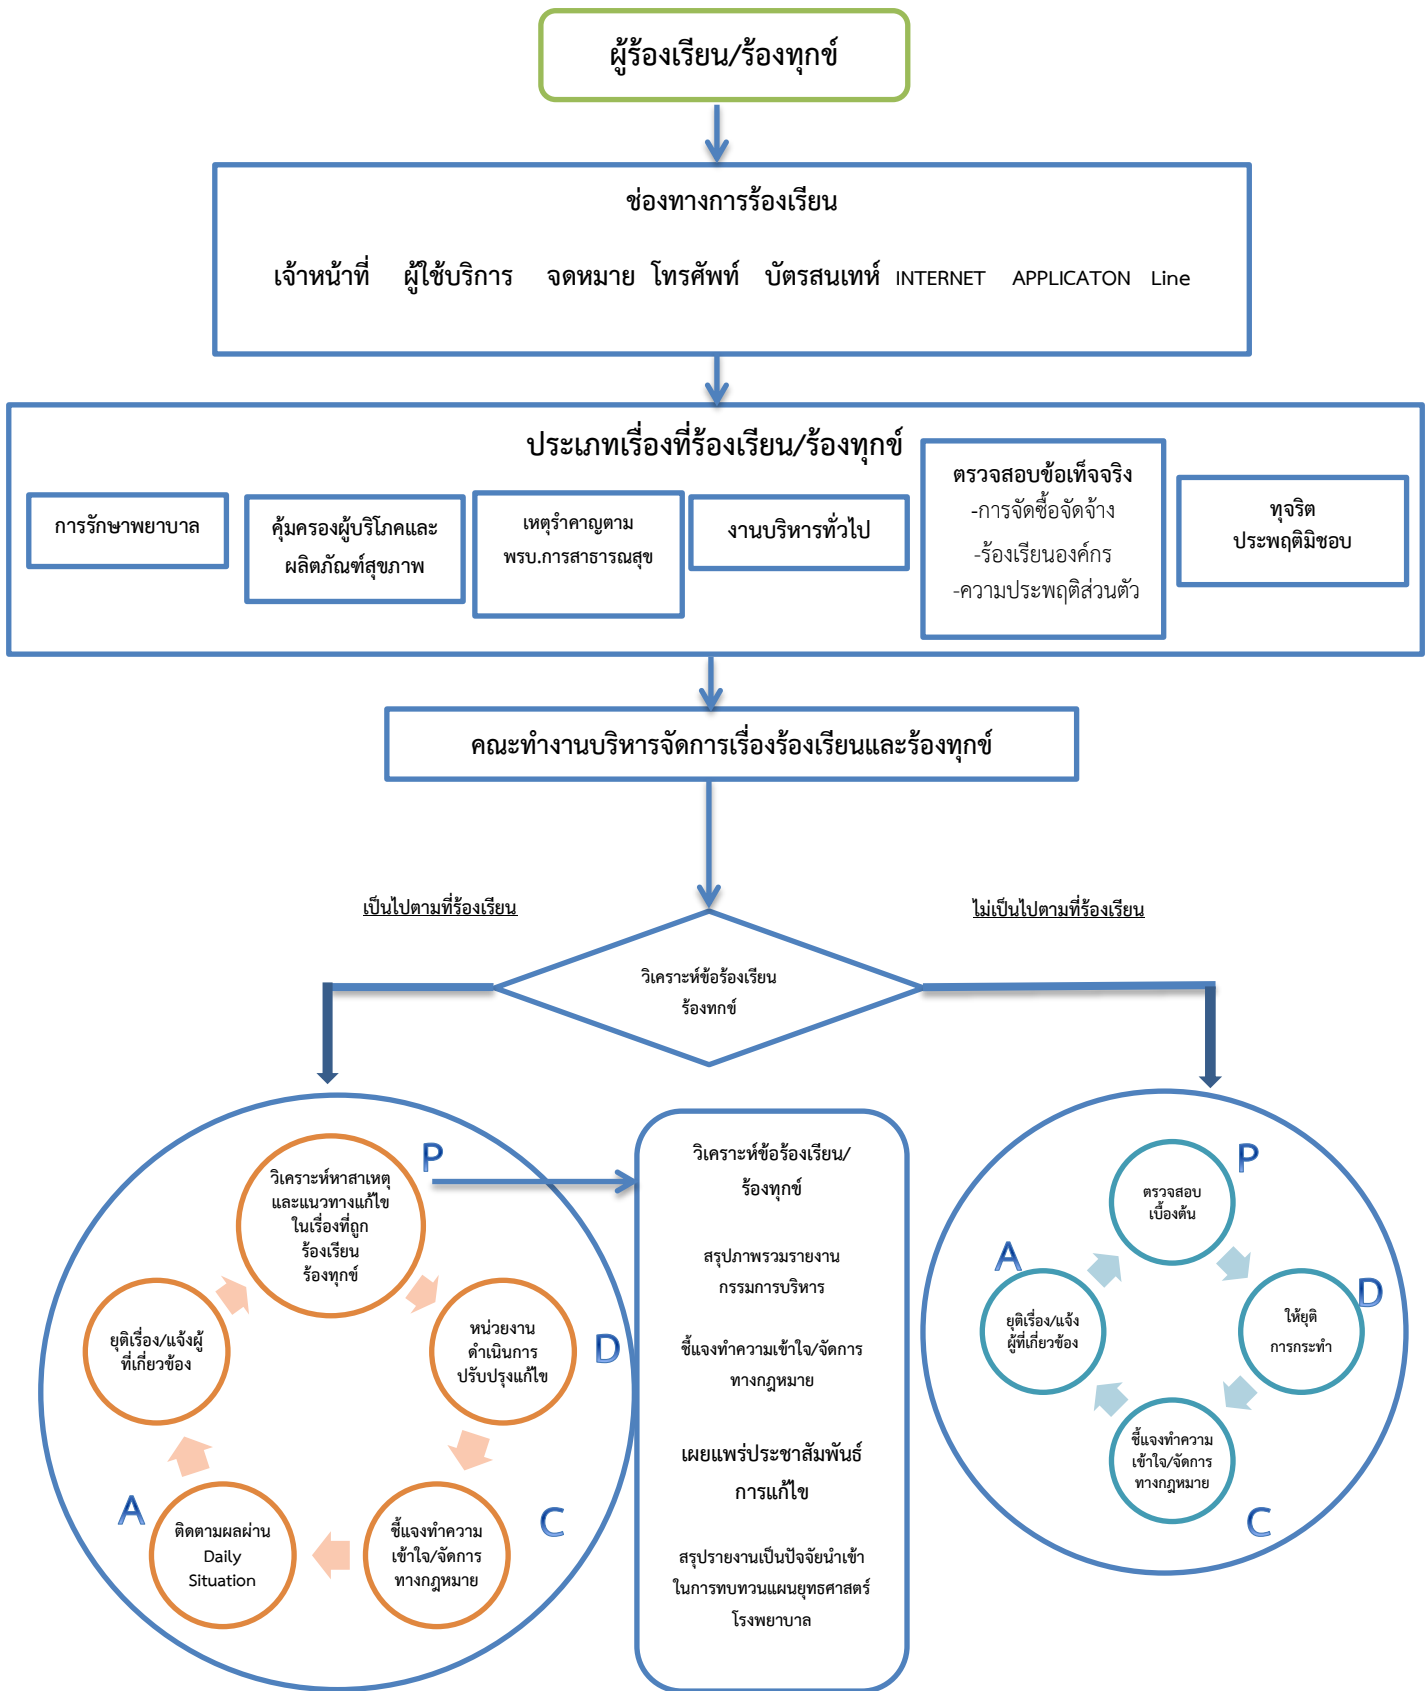 ผู้ร้องเรียน/ร้องทุกข์
ช่องทางการร้องเรียน
เจ้าหน้าที่ ผู้ใช้บริการ จดหมาย โทรศัพท์ บัตรสนเทห์ INTERNET APPLICATON Line
ประเภทเรื่องที่ร้องเรียน/ร้องทุกข์
การรักษาพยาบาล
คุ้มครองผู้บริโภคและ
ผลิตภัณฑ์สุขภาพ
เหตุรำคาญตาม
พรบ.การสาธารณสุข
งานบริหารทั่วไป
ตรวจสอบข้อเท็จจริง
-การจัดซื้อจัดจ้าง
-ร้องเรียนองค์กร
-ความประพฤติส่วนตัว
ทุจริต
ประพฤติมิชอบ
คณะทำงานบริหารจัดการเรื่องร้องเรียนและร้องทุกข์
เป็นไปตามที่ร้องเรียน
ไม่เป็นไปตามที่ร้องเรียน
วิเคราะห์ข้อร้องเรียน
ร้องทกข์
P
วิเคราะห์หาสาเหตุ
และแนวทางแก้ไข
ในเรื่องที่ถูก
ร้องเรียน
ร้องทุกข์
หน่วยงาน
ดำเนินการ
ปรับปรุงแก้ไข
D
ชี้แจงทำความ
เข้าใจ/จัดการ
ทางกฎหมาย
C
ติดตามผลผ่าน
Daily
Situation
A
ยุติเรื่อง/แจ้งผู้
ที่เกี่ยวข้อง
วิเคราะห์ข้อร้องเรียน/
ร้องทุกข์
สรุปภาพรวมรายงาน
กรรมการบริหาร
ชี้แจงทำความเข้าใจ/จัดการ
ทางกฎหมาย
เผยแพร่ประชาสัมพันธ์
การแก้ไข
สรุปรายงานเป็นปัจจัยนำเข้า
ในการทบทวนแผนยุทธศาสตร์
โรงพยาบาล
P
ตรวจสอบ
เบื้องต้น
D
ให้ยุติ
การกระทำ
ชี้แจงทำความ
เข้าใจ/จัดการ
ทางกฎหมาย
C
A
ยุติเรื่อง/แจ้ง
ผู้ที่เกี่ยวข้อง